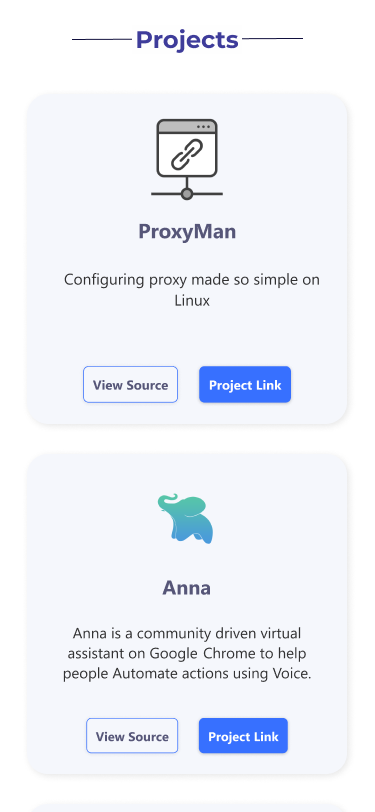 Projects
ProxyMan
Configuring proxy made so simple on
Linux
View Source
Project Link
Anna
Anna is a community driven virtual
assistant on Google Chrome to help
people Automate actions using Voice.
View Source
Project Link